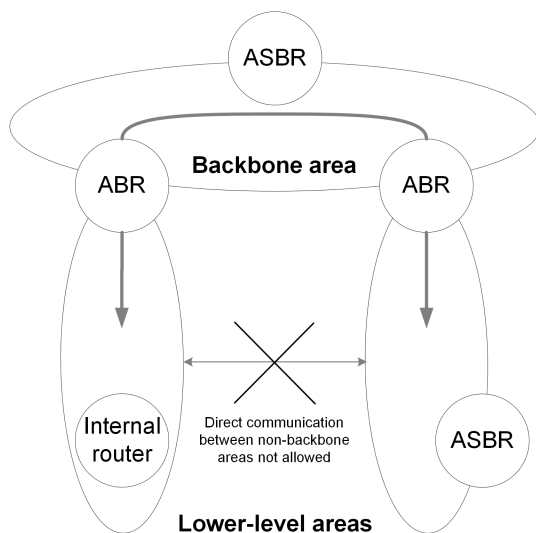 ASBR
Backbone area
ABR
ABR
Direct communication
between non-backbone
areas not allowed
Internal
router
ASBR
Lower-level areas